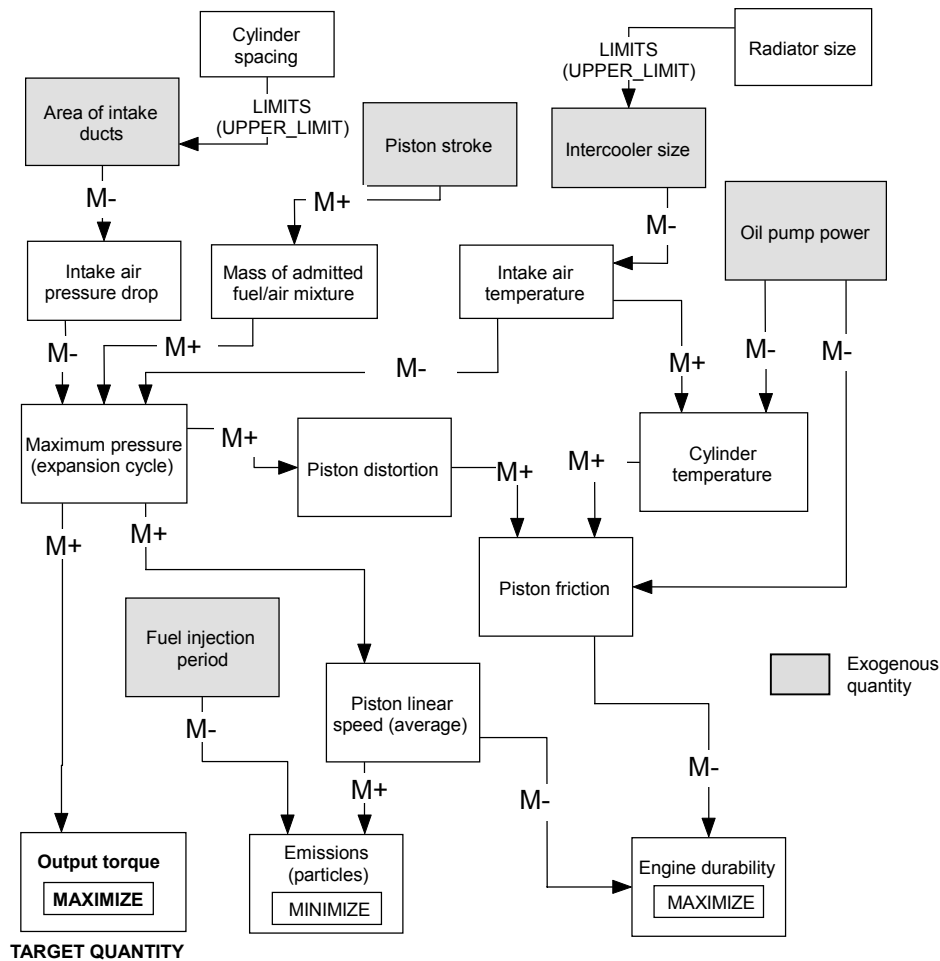 Cylinder
spacing
Radiator size
LIMITS
(UPPER_LIMIT)
LIMITS
(UPPER_LIMIT)
Area of intake
ducts
Piston stroke
Intercooler size
Oil pump power
M-
M+
M-
Intake air
pressure drop
Mass of admitted
fuel/air mixture
Intake air
temperature
M-
M+
M-
M+
M-
M-
Maximum pressure
(expansion cycle)
M+
Piston distortion
M+
M+
Cylinder
temperature
M+
M+
Piston friction
Fuel injection
period
Exogenous
quantity
Piston linear
speed (average)
M-
M+
M-
M-
Output torque
MAXIMIZE
Emissions
(particles)
MINIMIZE
Engine durability
MAXIMIZE
TARGET QUANTITY